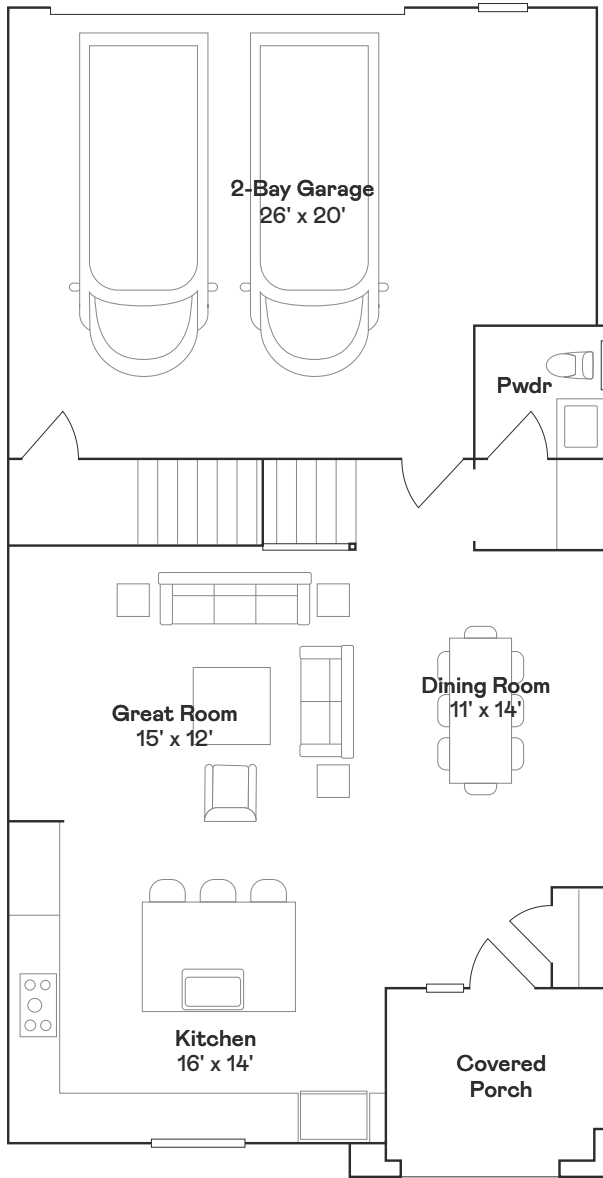 2-Bay Garage
26' x 20'
Pwdr
Great Room
15' x 12'
Dining Room
11' x 14'
Kitchen
16' x 14'
Covered
Porch